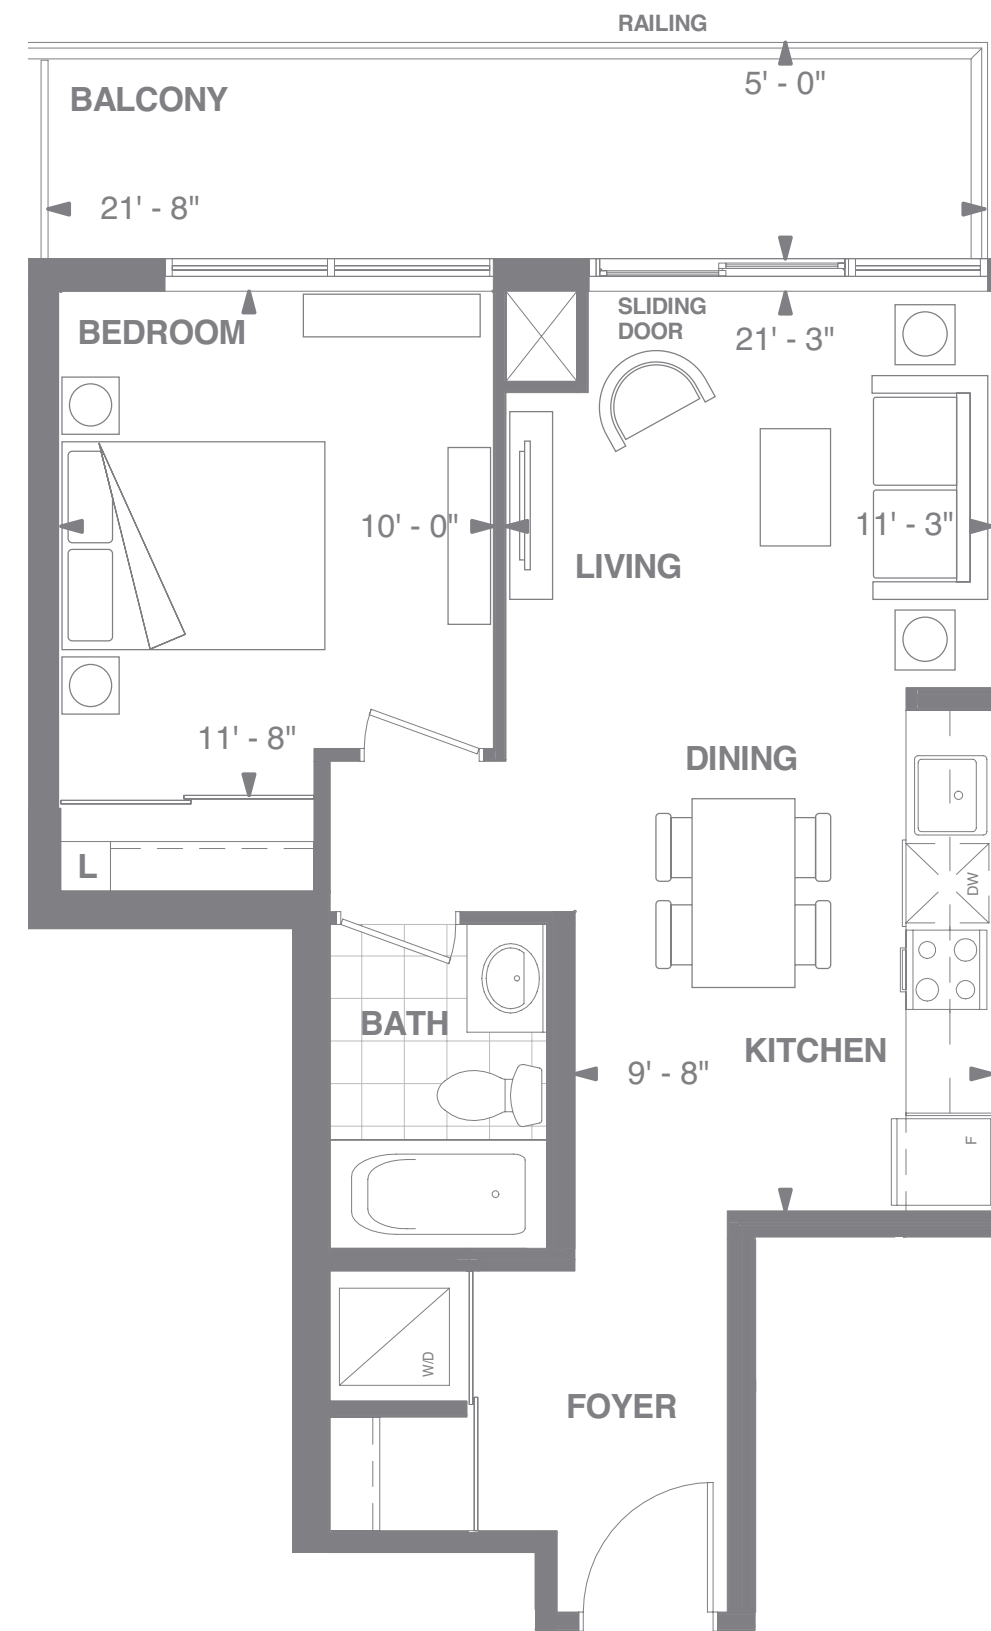 RAILING
5' - 0"
BALCONY
21' - 8"
SLIDING
DOOR
BEDROOM
21' - 3"
10' - 0"
11' - 3"
LIVING
11' - 8"
DINING
L
DW
BATH
KITCHEN
9' - 8"
F
W/D
FOYER